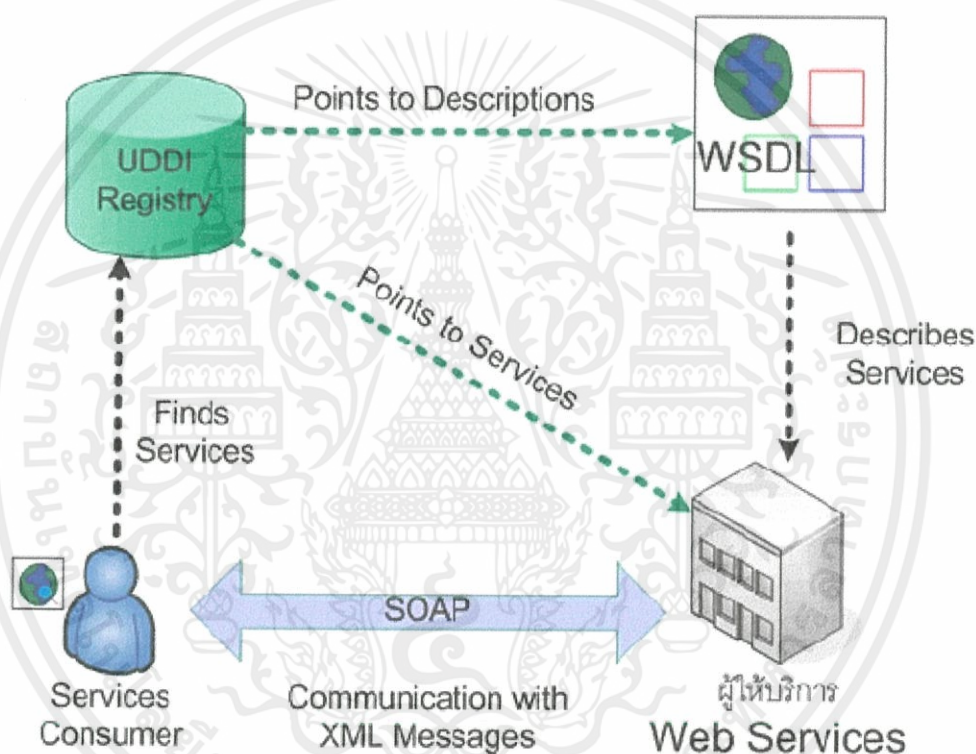 Points to Descriptions
UDDI
Registry
WSDL
Points to Services
Describes
Services
Finds
Services
SOAP
Services
Consumer
Communication with
XML Messages
ผู้ให้บริการ
Web Services